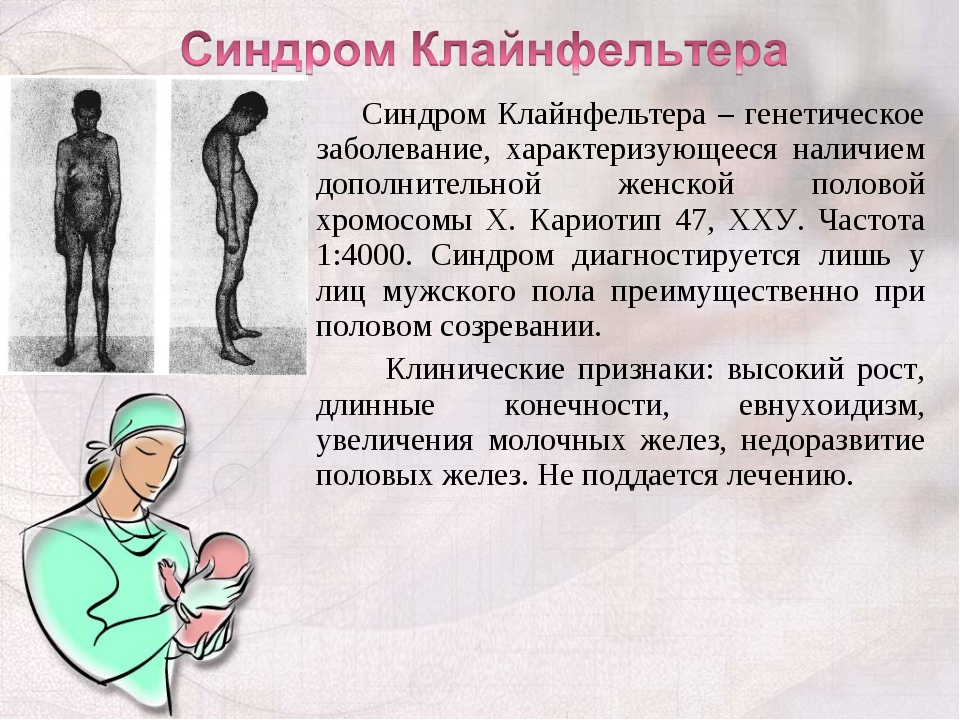 Синдром Клайнфельтера
Синдром Клайнфельтера – генетическое
заболевание, характеризующееся наличием
дополнительной женской половой
хромосомы Х. Кариотип 47, ХХУ. Частота
1:4000. Синдром диагностируется лишь у
лиц мужского пола преимущественно при
половом созревании.
Клинические признаки: высокий рост,
длинные конечности, евнухоидизм,
увеличения молочных желез, недоразвитие
половых желез. Не поддается лечению.